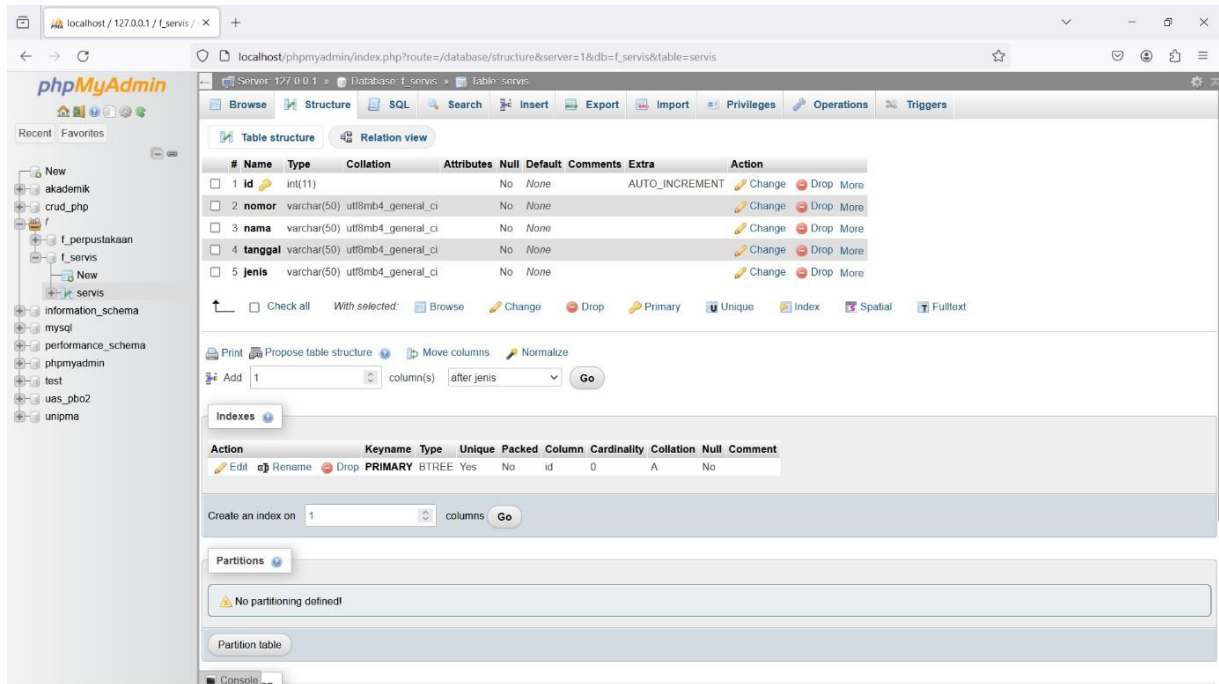 localhost / 127.0.0.1 / f_servis /
localhost/phpmyadmin/index.php?route=/database/structure&server=1&db=f_servis&table=servis
phpMyAdmin
Recent Favorites
New
akademik
crud_php
f
f_perpustakaan
f_servis
New
servis
information_schema
mysql
performance_schema
phpmyadmin
test
uas_pbo2
unipma
Server: 127.0.0.1 » Database: f_servis » Table: servis
Browse Structure SQL Search Insert Export Import Privileges Operations Triggers
Table structure Relation view
# Name Type Collation Attributes Null Default Comments Extra Action
1 id int(11) No None AUTO_INCREMENT Change Drop More
2 nomor varchar(50) utf8mb4_general_ci No None Change Drop More
3 nama varchar(50) utf8mb4_general_ci No None Change Drop More
4 tanggal varchar(50) utf8mb4_general_ci No None Change Drop More
5 jenis varchar(50) utf8mb4_general_ci No None Change Drop More
Check all With selected: Browse Change Drop Primary Unique Index Spatial Fulltext
Print Propose table structure Move columns Normalize
Add 1 column(s) after jenis Go
Indexes
Action Keyname Type Unique Packed Column Cardinality Collation Null Comment
Edit Rename Drop PRIMARY BTREE Yes No id 0 A No
Create an index on 1 columns Go
Partitions
No partitioning defined!
Partition table
Console